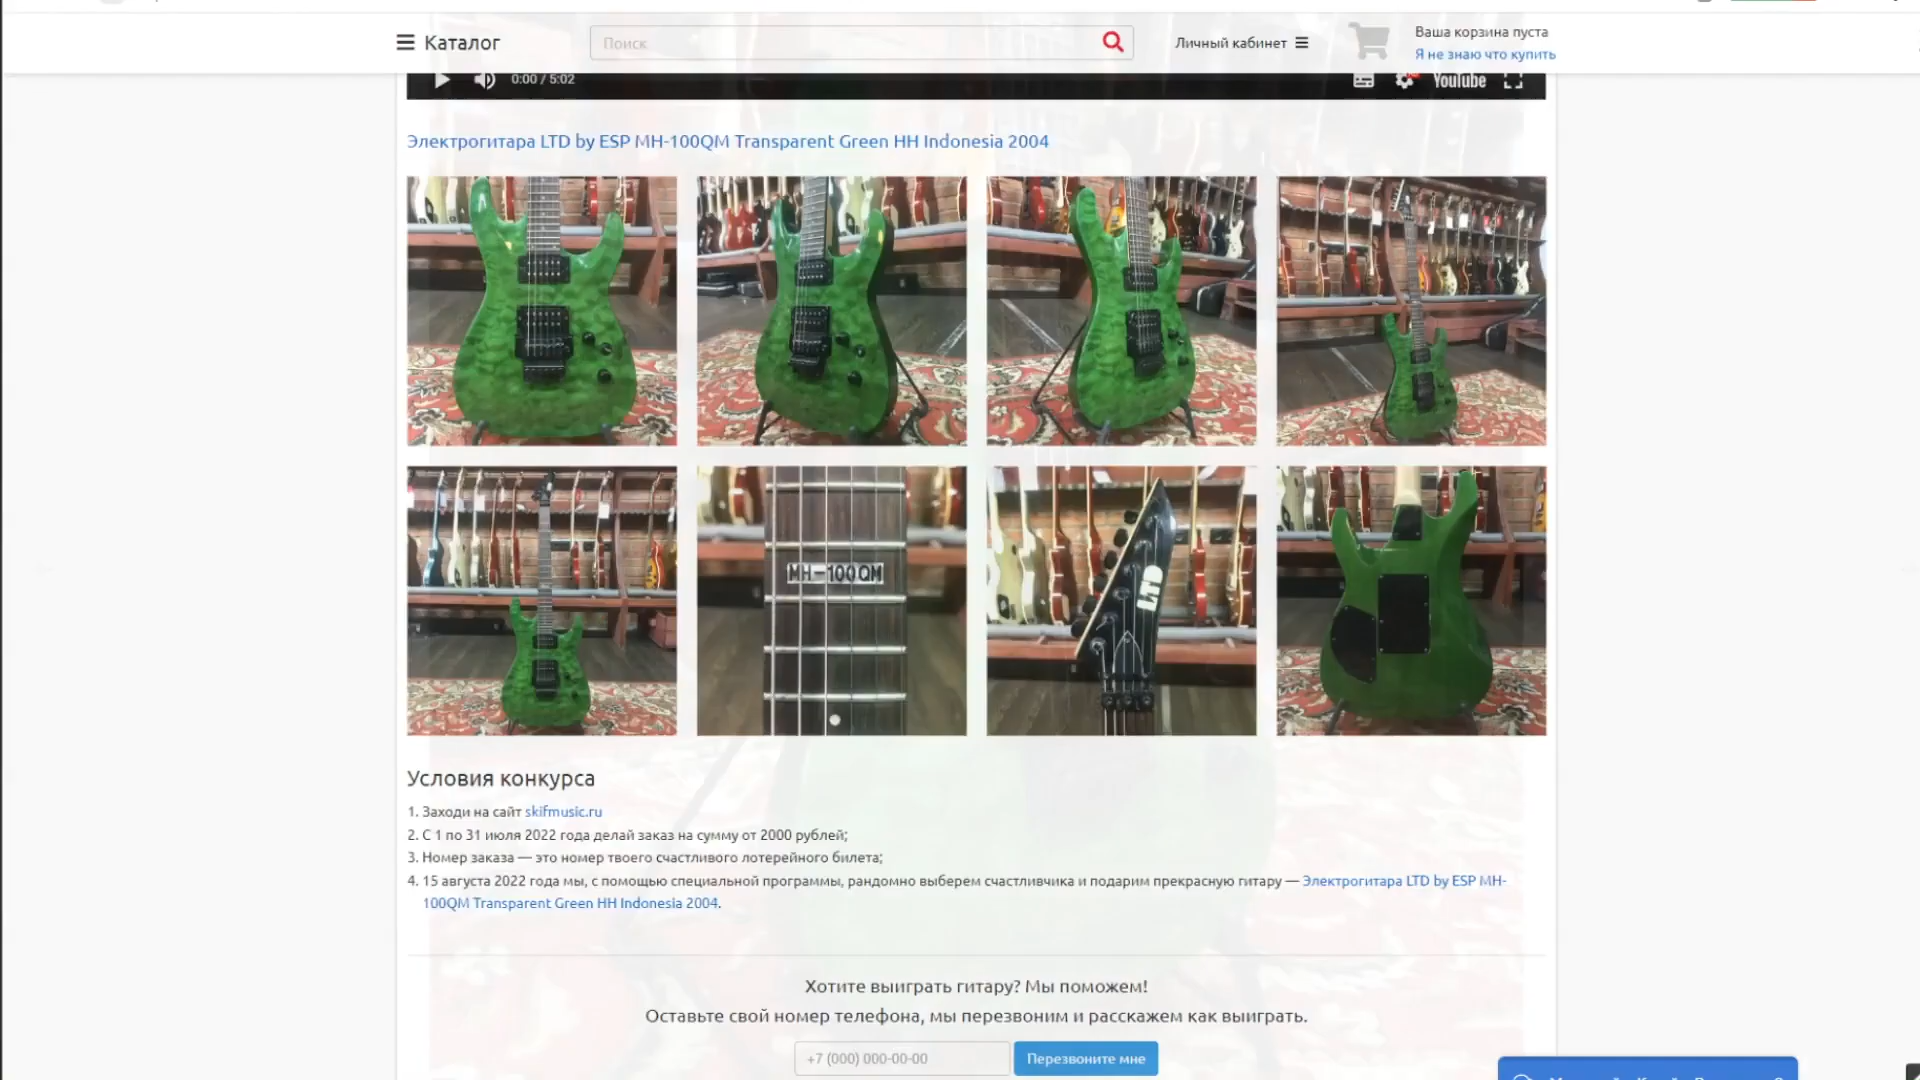 Каталог
Поиск
Личный кабинет
Ваша корзина пуста
Я не знаю что купить
0:00 / 5:02
YouTube
Электрогитара LTD by ESP MH-100QM Transparent Green HH Indonesia 2004
MH-100QM
LTD
Условия конкурса
1. Заходи на сайт skifmusic.ru
2. С 1 по 31 июля 2022 года делай заказ на сумму от 2000 рублей;
3. Номер заказа — это номер твоего счастливого лотерейного билета;
4. 15 августа 2022 года мы, с помощью специальной программы, рандомно выберем счастливчика и подарим прекрасную гитару — Электрогитара LTD by ESP MH-
100QM Transparent Green HH Indonesia 2004.
Хотите выиграть гитару? Мы поможем!
Оставьте свой номер телефона, мы перезвоним и расскажем как выиграть.
+7 (000) 000-00-00
Перезвоните мне